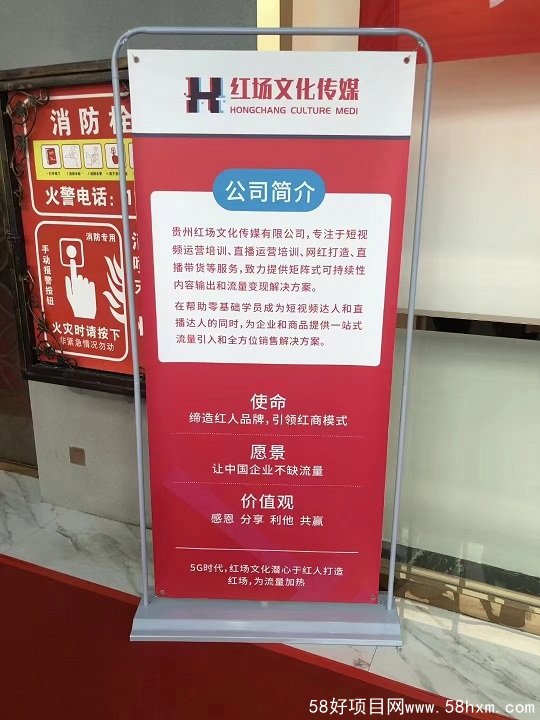 红场文化传媒
HONGCHANG CULTURE MEDI
公司简介
贵州红场文化传媒有限公司,专注于短视
频运营培训、直播运营培训、网红打造、直
播带货等服务,致力提供矩阵式可持续性
内容输出和流量变现解决方案。
在帮助零基础学员成为短视频达人和直
播达人的同时,为企业和商品提供一站式
流量引入和全方位销售解决方案。
使命
缔造红人品牌,引领红商模式
愿景
让中国企业不缺流量
价值观
感恩 分享 利他 共赢
5G时代,红场文化潜心于红人打造
红场,为流量加热
消防栓
火警电话:1
消防专用
手动报警按钮
火灾时请按下
非紧急情况勿动
58好项目网www.58hxm.com